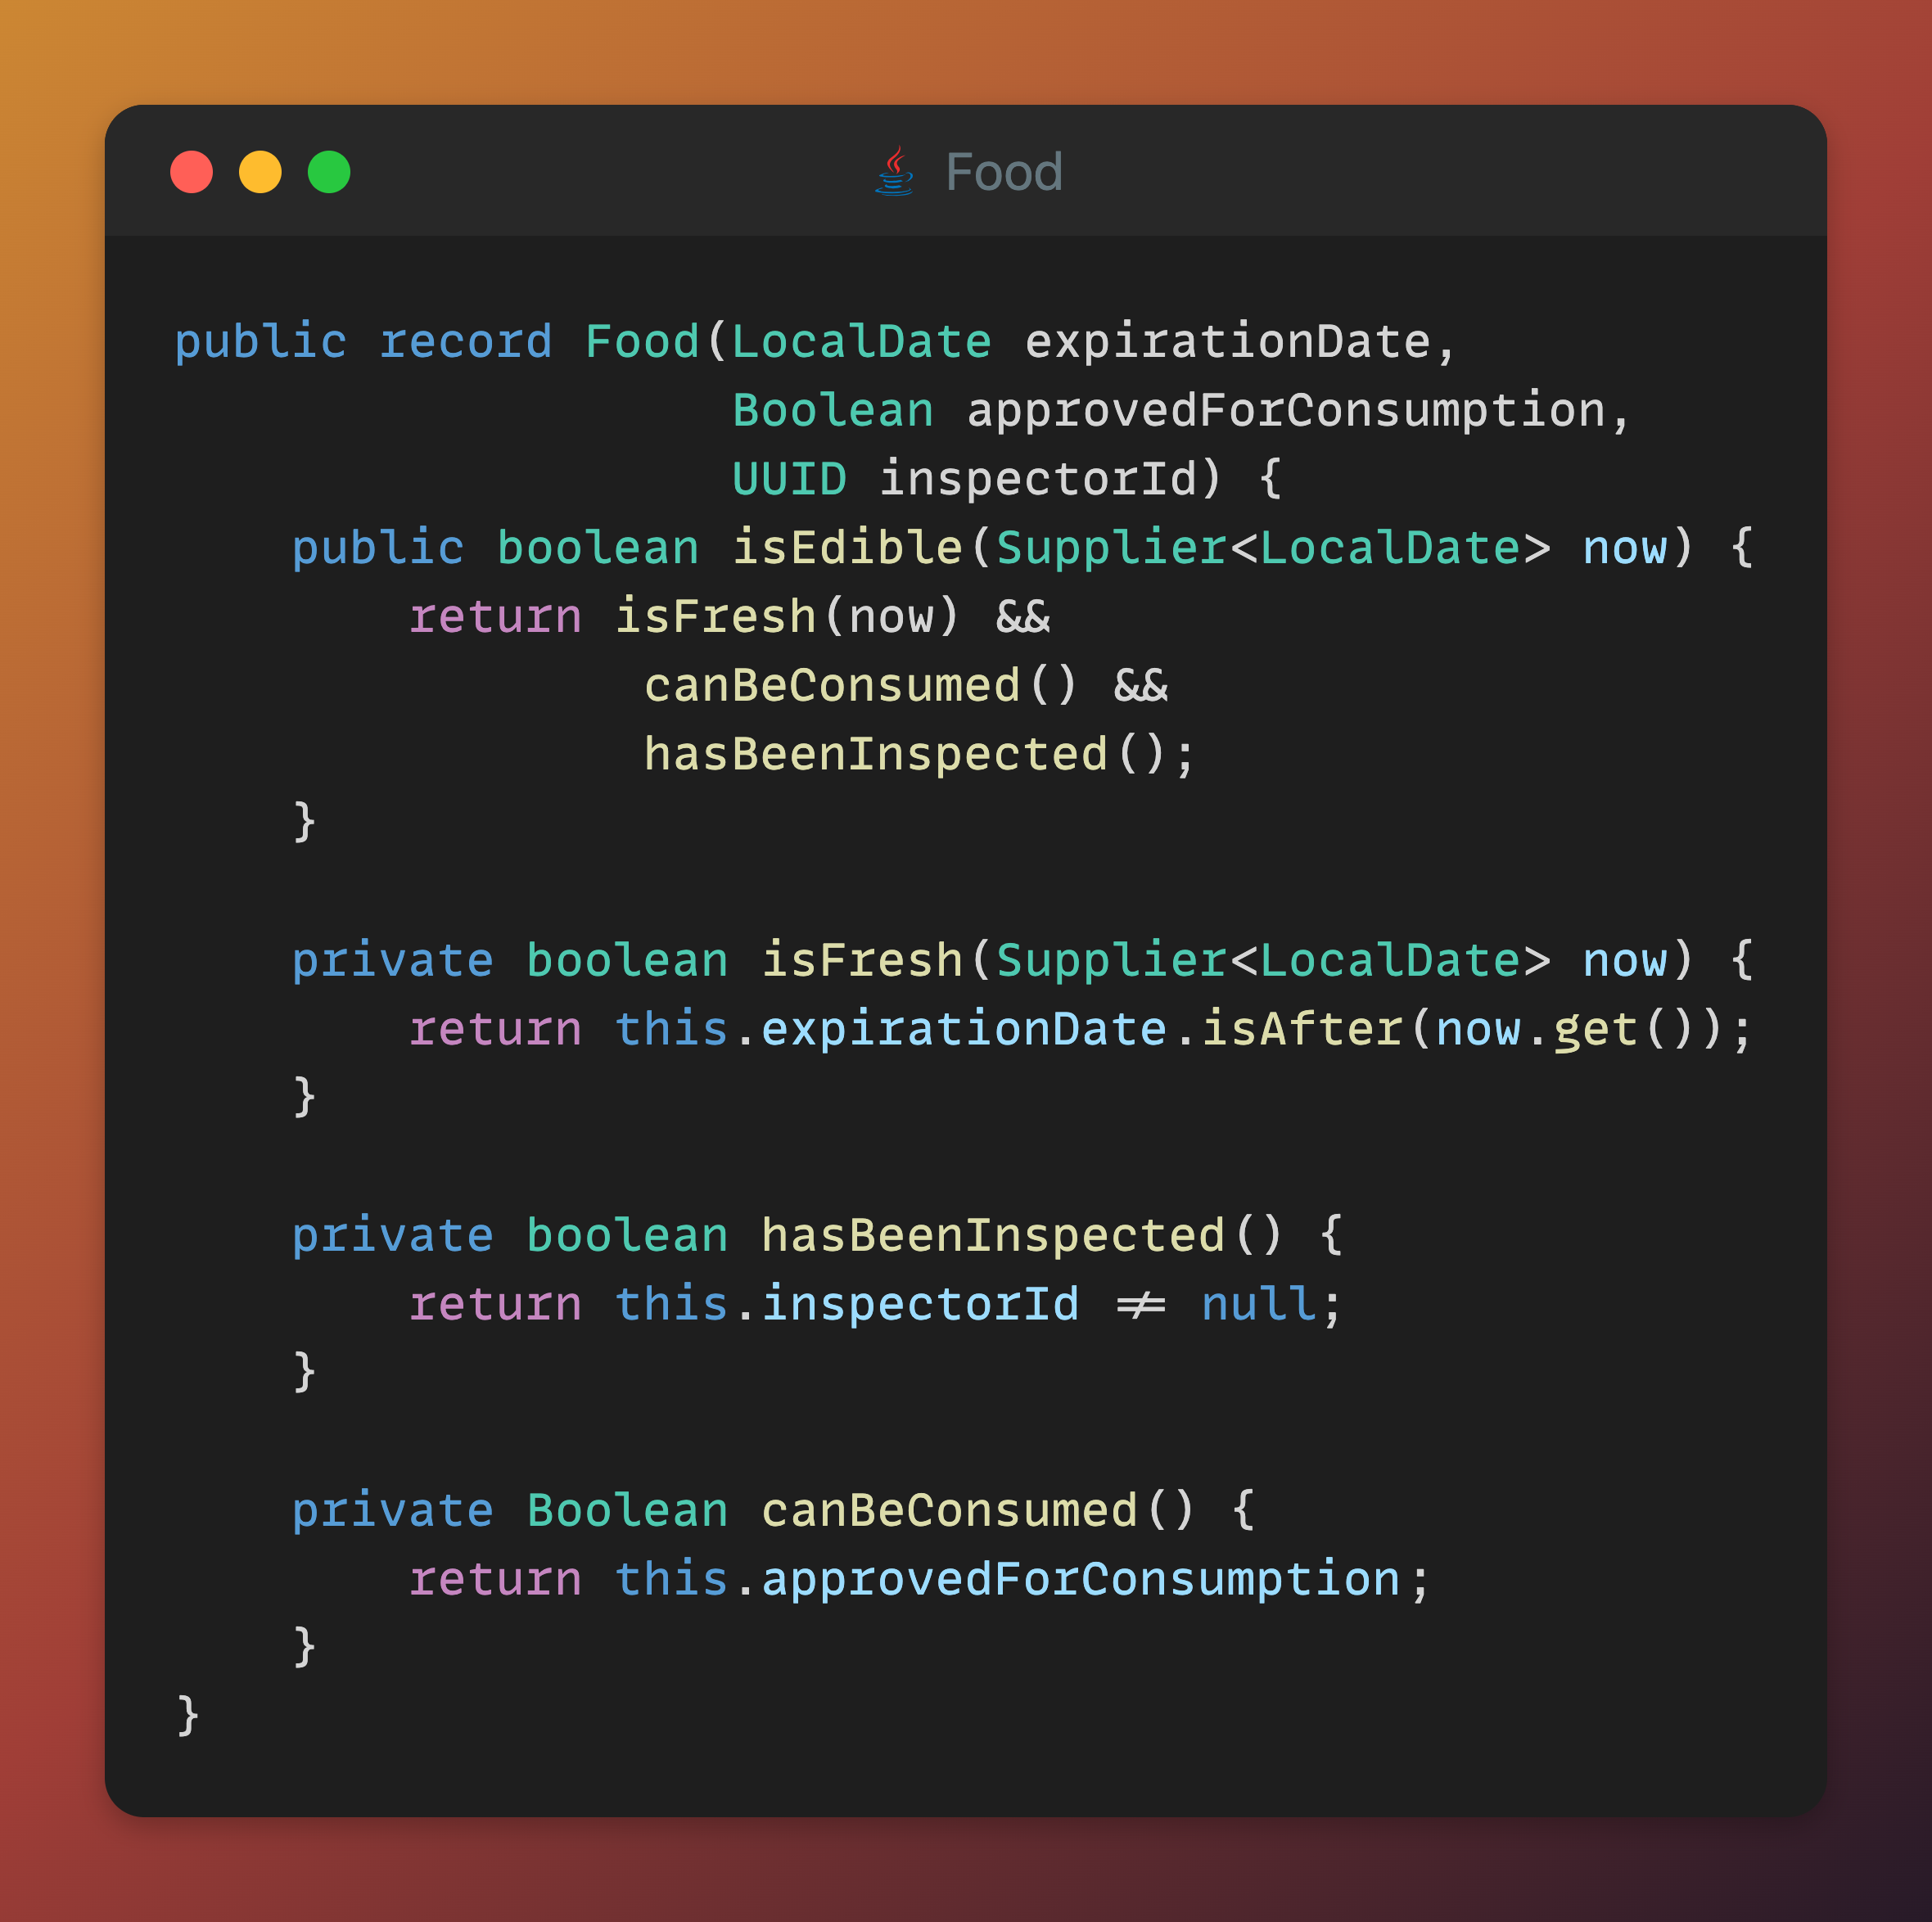 Food
public record Food(LocalDate expirationDate,
                   Boolean approvedForConsumption,
                   UUID inspectorId) {
    public boolean isEdible(Supplier<LocalDate> now) {
        return isFresh(now) &&
                canBeConsumed() &&
                hasBeenInspected();
    }

    private boolean isFresh(Supplier<LocalDate> now) {
        return this.expirationDate.isAfter(now.get());
    }

    private boolean hasBeenInspected() {
        return this.inspectorId != null;
    }

    private Boolean canBeConsumed() {
        return this.approvedForConsumption;
    }
}